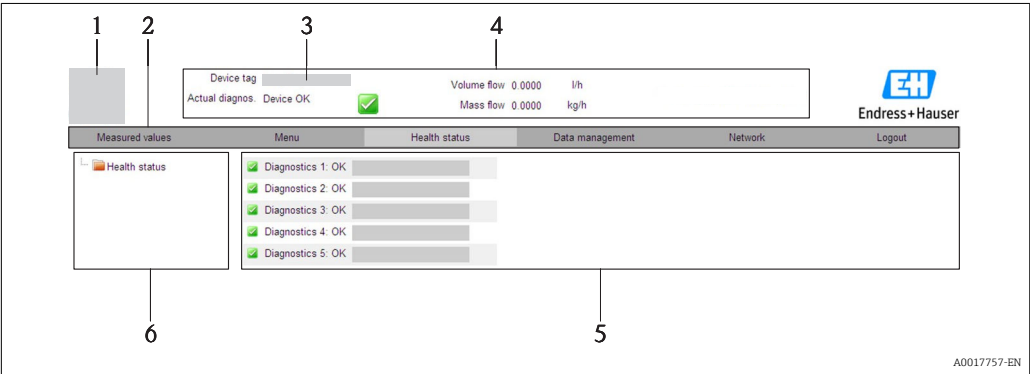 1 2 3 4
Device tag
Volume flow 0.0000 l/h
Actual diagnos. Device OK
Mass flow 0.0000 kg/h
EH
Endress+Hauser
Measured values Menu Health status Data management Network Logout
Health status
Diagnostics 1: OK
Diagnostics 2: OK
Diagnostics 3: OK
Diagnostics 4: OK
Diagnostics 5: OK
6 5
A0017757-EN